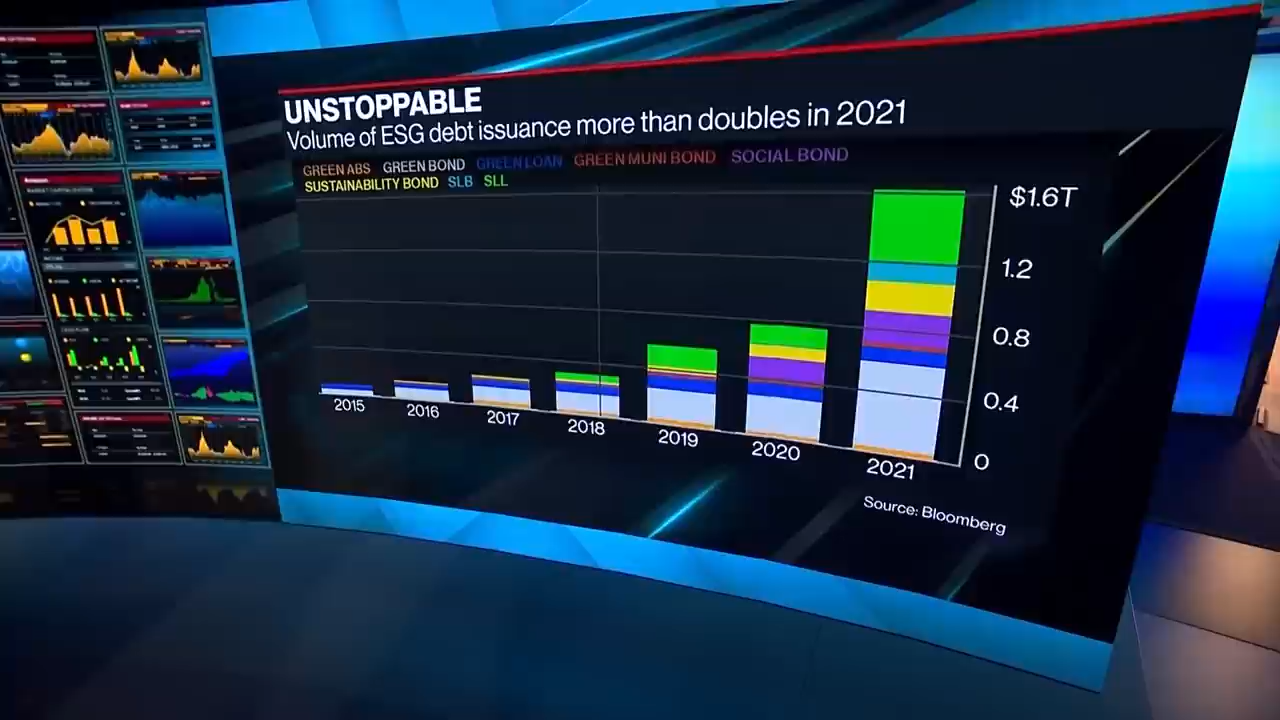 UNSTOPPABLE
Volume of ESG debt issuance more than doubles in 2021
GREEN ABS GREEN BOND GREEN LOAN GREEN MUNI BOND SOCIAL BOND
SUSTAINABILITY BOND SLB SLL
$1.6T
1.2
0.8
0.4
0
2015 2016 2017 2018 2019 2020 2021
Source: Bloomberg